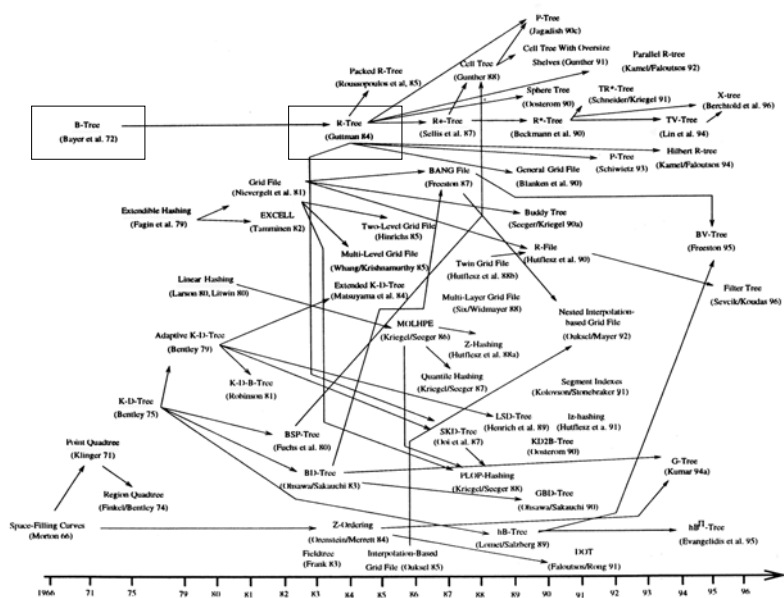 P-Tree
(Jagadish 90c)
Cell Tree With Oversize
Shelves (Gunther 91)
Cell Tree
(Gunther 88)
Parallel R-tree
(Kamel/Faloutsos 92)
Packed R-Tree
(Roussopoulos et al, 85)
Sphere Tree
(Oosterom 90)
TR*-Tree
(Schneider/Kriegel 91)
X-tree
(Berchtold et al. 96)
B-Tree
(Bayer et al. 72)
R-Tree
(Guttman 84)
R+-Tree
(Sellis et al. 87)
R*-Tree
(Beckmann et al. 90)
TV-Tree
(Lin et al. 94)
Hilbert R-tree
(Kamel/Faloutsos 94)
P-Tree
(Schiwietz 93)
General Grid File
(Blanken et al. 90)
BANG File
(Freeston 87)
Grid File
(Nievergelt et al. 81)
Extendible Hashing
(Fagin et al. 79)
EXCELL
(Tamminen 82)
Two-Level Grid File
(Hinrichs 85)
Buddy Tree
(Seeger/Kriegel 90a)
BV-Tree
(Freeston 95)
Multi-Level Grid File
(Whang/Krishnamurthy 85)
R-File
(Hutflesz et al. 90)
Twin Grid File
(Hutflesz et al. 88b)
Linear Hashing
(Larson 80, Litwin 80)
Extended K-D-Tree
(Matsuyama et al. 84)
Filter Tree
(Sevcik/Koudas 96)
Multi-Layer Grid File
(Six/Widmayer 88)
Nested Interpolation-
based Grid File
(Ouksel/Mayer 92)
MOLHPE
(Kriegel/Seeger 86)
Adaptive K-D-Tree
(Bentley 79)
Z-Hashing
(Hutflesz et al. 88a)
Quantile Hashing
(Kriegel/Seeger 87)
K-D-B-Tree
(Robinson 81)
Segment Indexes
(Kolovson/Stonebraker 91)
K-D-Tree
(Bentley 75)
LSD-Tree
(Henrich et al. 89)
Iz-hashing
(Hutflesz et a. 91)
BSP-Tree
(Fuchs et al. 80)
SKD-Tree
(Ooi et al. 87)
KD2B-Tree
(Oosterom 90)
Point Quadtree
(Klinger 71)
BD-Tree
(Ohsawa/Sakauchi 83)
PLOP-Hashing
(Kriegel/Seeger 88)
G-Tree
(Kumar 94a)
Region Quadtree
(Finkel/Bentley 74)
GBD-Tree
(Ohsawa/Sakauchi 90)
Space-Filling Curves
(Morton 66)
Z-Ordering
(Orenstein/Merrett 84)
hB-Tree
(Lomet/Salzberg 89)
hBΠ-Tree
(Evangelidis et al. 95)
Fieldtree
(Frank 83)
Interpolation-Based
Grid File (Ouksel 85)
DOT
(Faloutsos/Rong 91)
1966 71 75 79 80 81 82 83 84 85 86 87 88 89 90 91 92 93 94 95 96